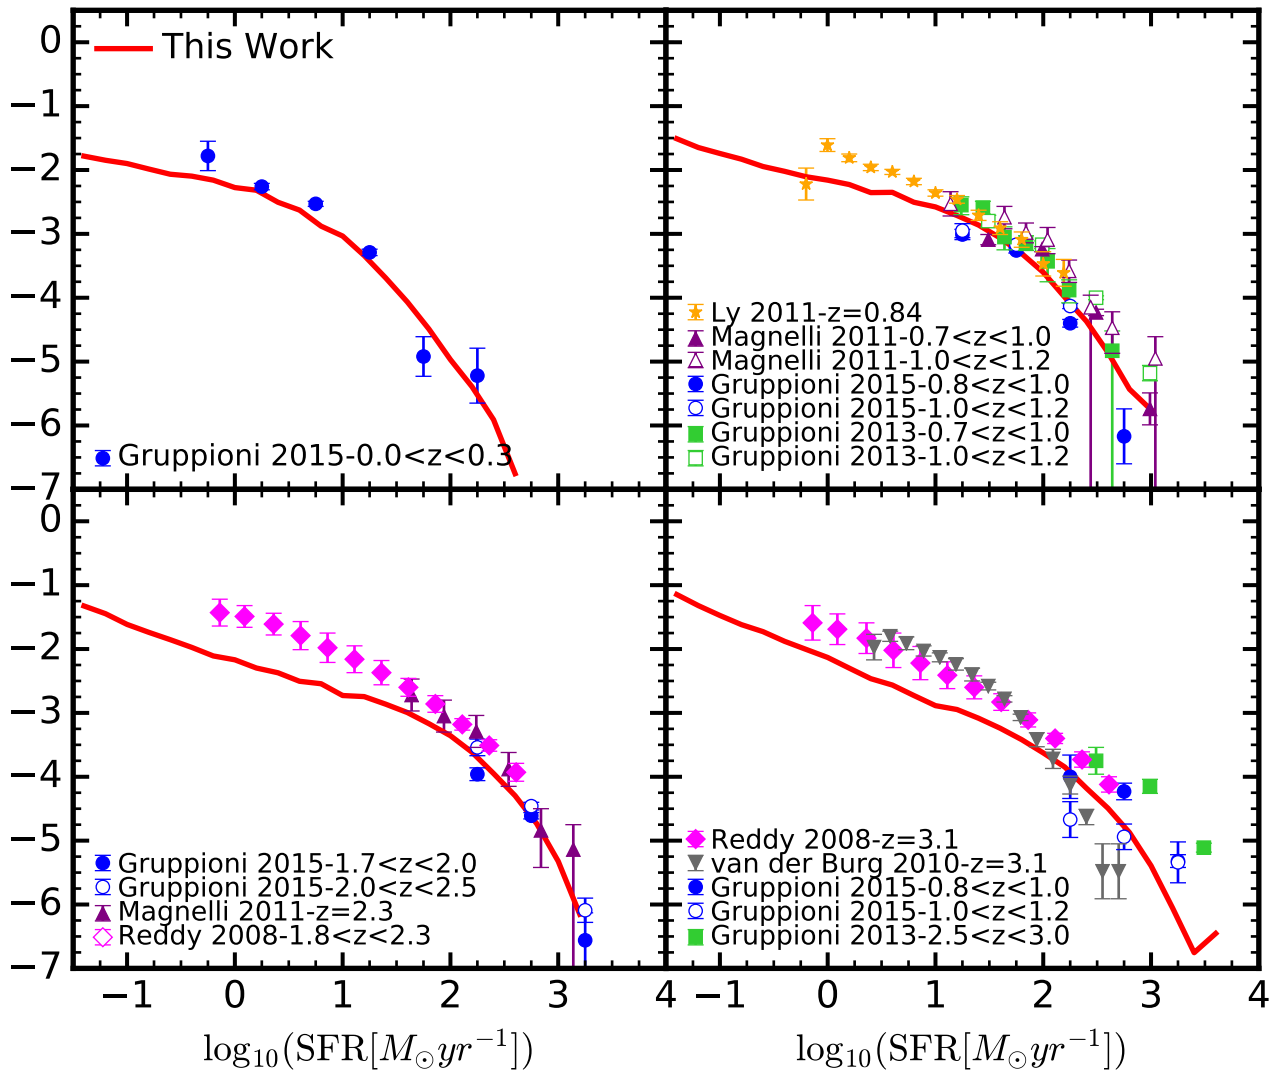 This Work
0
−1
−2
−3
−4
−5
−6
−7
Gruppioni 2015-0.0<z<0.3
Ly 2011-z=0.84
Magnelli 2011-0.7<z<1.0
Magnelli 2011-1.0<z<1.2
Gruppioni 2015-0.8<z<1.0
Gruppioni 2015-1.0<z<1.2
Gruppioni 2013-0.7<z<1.0
Gruppioni 2013-1.0<z<1.2
0
−1
−2
−3
−4
−5
−6
−7
Gruppioni 2015-1.7<z<2.0
Gruppioni 2015-2.0<z<2.5
Magnelli 2011-z=2.3
Reddy 2008-1.8<z<2.3
−1 0 1 2 3 4
log₁₀(SFR[M⊙yr⁻¹])
Reddy 2008-z=3.1
van der Burg 2010-z=3.1
Gruppioni 2015-0.8<z<1.0
Gruppioni 2015-1.0<z<1.2
Gruppioni 2013-2.5<z<3.0
−1 0 1 2 3 4
log₁₀(SFR[M⊙yr⁻¹])